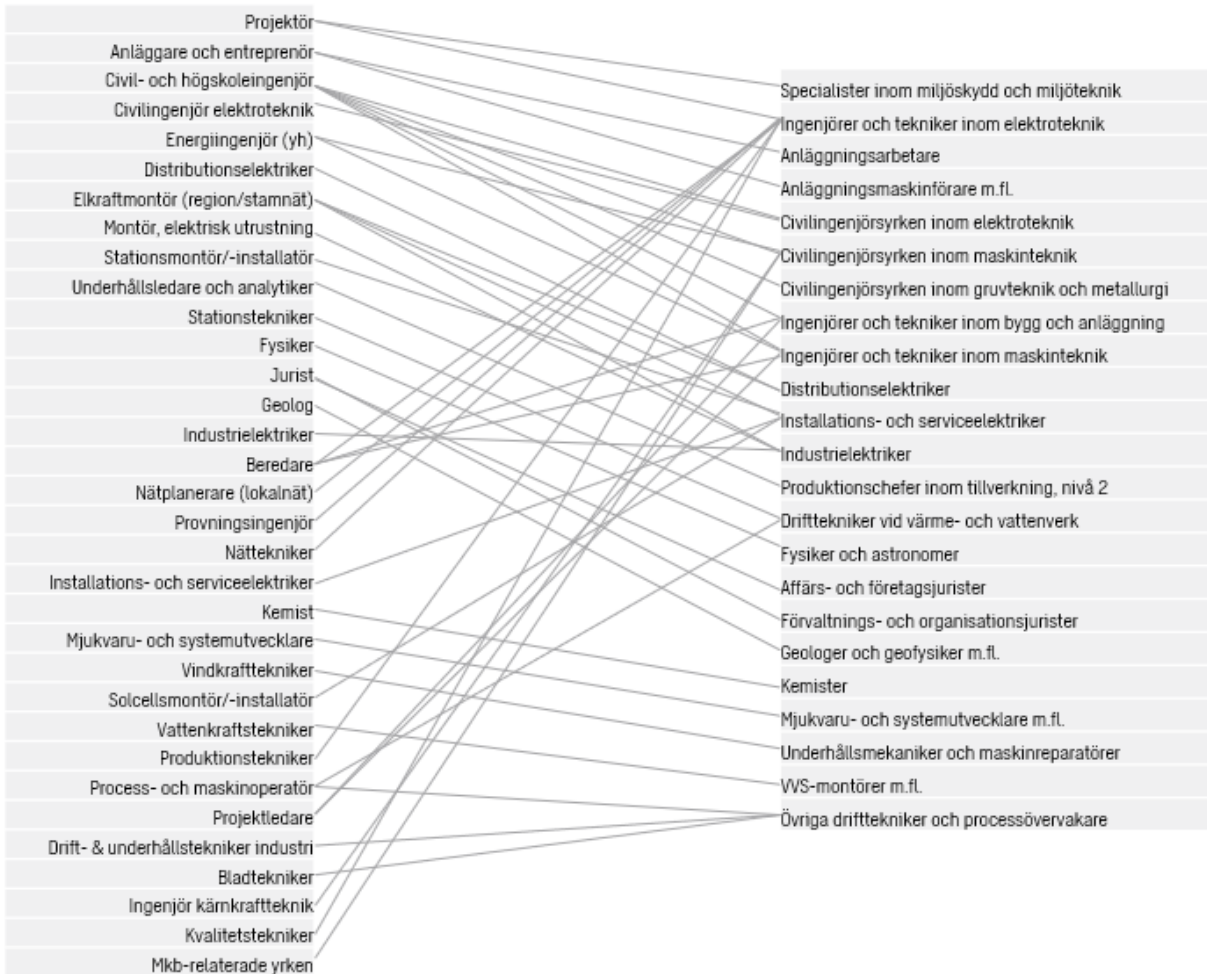 Projektör
Anläggare och entreprenör
Civil- och högskoleingenjör
Civilingenjör elektroteknik
Energiingenjör (yh)
Distributionselektriker
Elkraftmontör (region/stamnät)
Montör, elektrisk utrustning
Stationsmontör/-installatör
Underhållsledare och analytiker
Stationstekniker
Fysiker
Jurist
Geolog
Industrielektriker
Beredare
Nätplanerare (lokalnät)
Provningsingenjör
Nättekniker
Installations- och serviceelektriker
Kemist
Mjukvaru- och systemutvecklare
Vindkrafttekniker
Solcellsmontör/-installatör
Vattenkraftstekniker
Produktionstekniker
Process- och maskinoperatör
Projektledare
Drift- & underhållstekniker industri
Bladtekniker
Ingenjör kärnkraftteknik
Kvalitetstekniker
Mkb-relaterade yrken
Specialister inom miljöskydd och miljöteknik
Ingenjörer och tekniker inom elektroteknik
Anläggningsarbetare
Anläggningsmaskinförare m.fl.
Civilingenjörsyrken inom elektroteknik
Civilingenjörsyrken inom maskinteknik
Civilingenjörsyrken inom gruvteknik och metallurgi
Ingenjörer och tekniker inom bygg och anläggning
Ingenjörer och tekniker inom maskinteknik
Distributionselektriker
Installations- och serviceelektriker
Industrielektriker
Produktionschefer inom tillverkning, nivå 2
Drifttekniker vid värme- och vattenverk
Fysiker och astronomer
Affärs- och företagsjurister
Förvaltnings- och organisationsjurister
Geologer och geofysiker m.fl.
Kemister
Mjukvaru- och systemutvecklare m.fl.
Underhållsmekaniker och maskinreparatörer
VVS-montörer m.fl.
Övriga drifttekniker och processövervakare